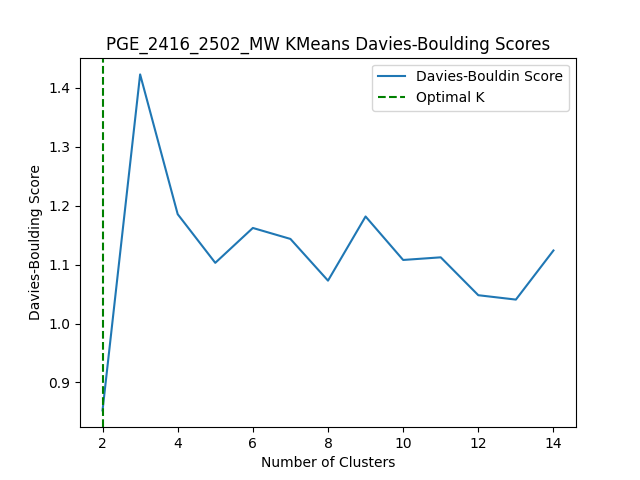 PGE_2416_2502_MW KMeans Davies-Boulding Scores
Davies-Bouldin Score
Optimal K
Davies-Boulding Score
1.4
1.3
1.2
1.1
1.0
0.9
2 4 6 8 10 12 14
Number of Clusters